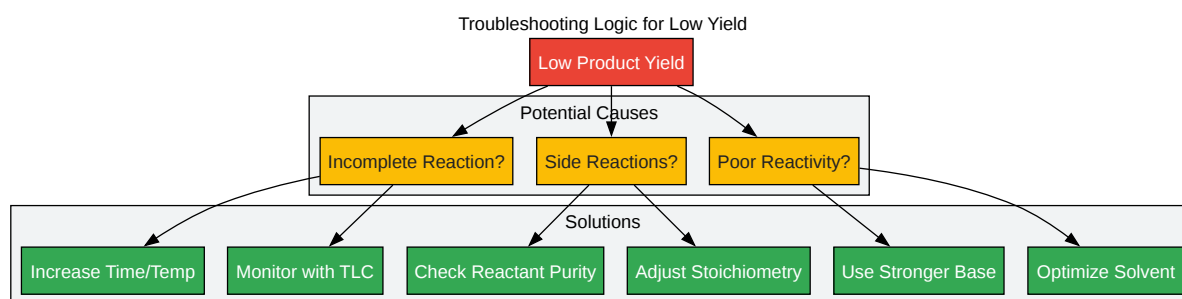 Troubleshooting Logic for Low Yield
Low Product Yield
Potential Causes
Incomplete Reaction?
Side Reactions?
Poor Reactivity?
Solutions
Increase Time/Temp
Monitor with TLC
Check Reactant Purity
Adjust Stoichiometry
Use Stronger Base
Optimize Solvent